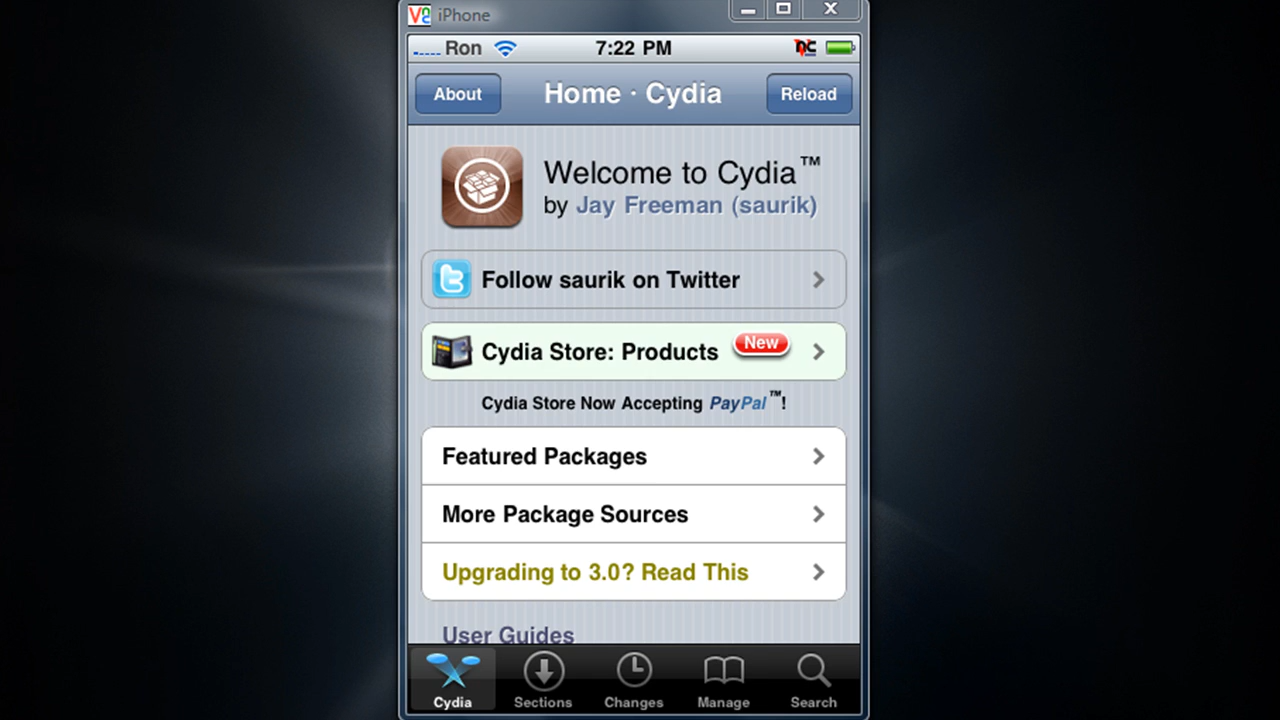 iPhone
Ron 7:22 PM
About Home · Cydia Reload
Welcome to Cydia™
by Jay Freeman (saurik)
Follow saurik on Twitter
Cydia Store: Products New
Cydia Store Now Accepting PayPal™!
Featured Packages
More Package Sources
Upgrading to 3.0? Read This
User Guides
Cydia Sections Changes Manage Search